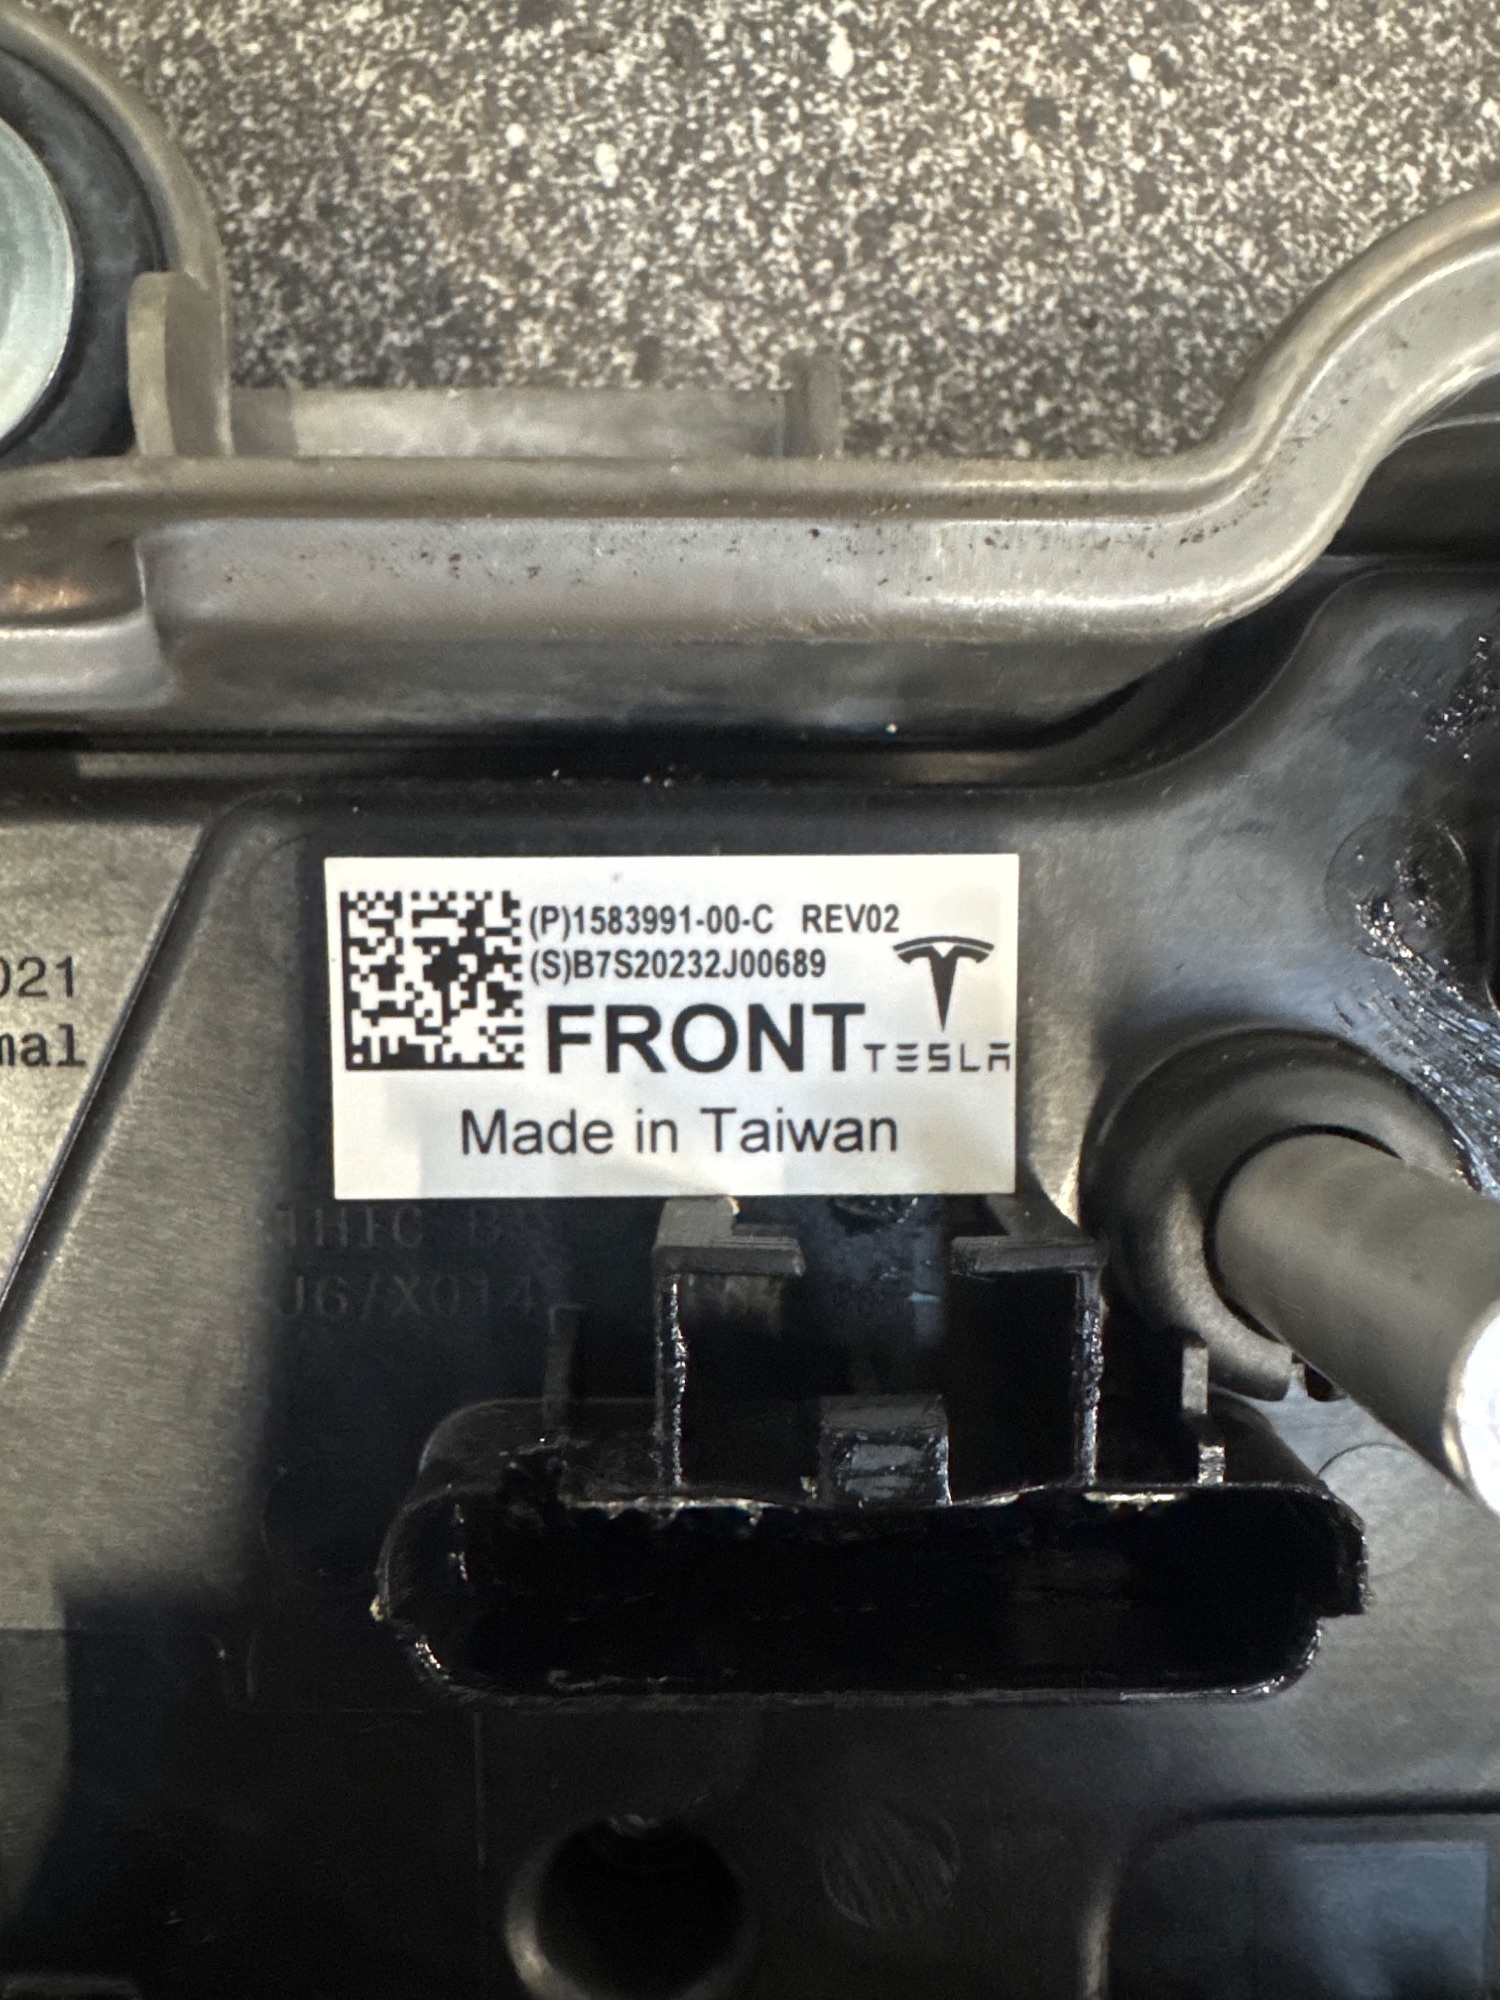 (P)1583991-00-C REV02
(S)B7S20232J00689
FRONT TESLA
Made in Taiwan
021
mal